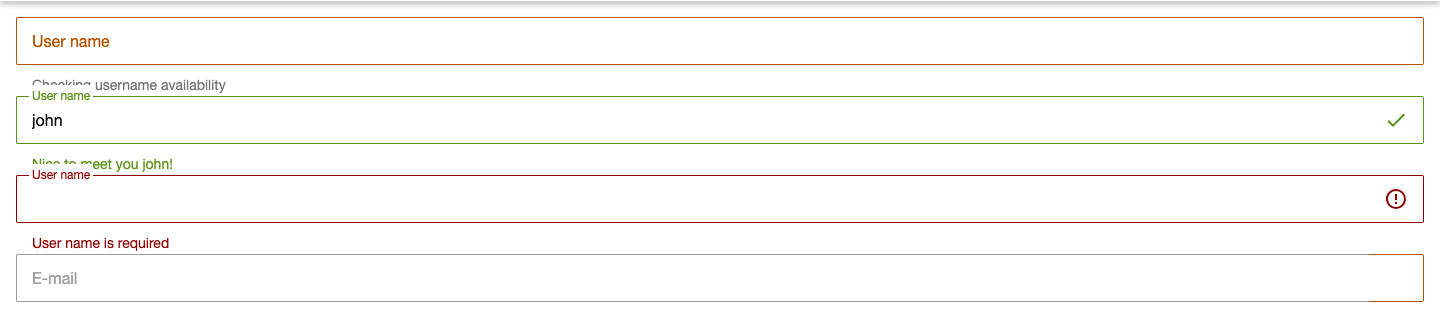 User name
Checking username availability
User name
john
Nice to meet you john!
User name
User name is required
E-mail